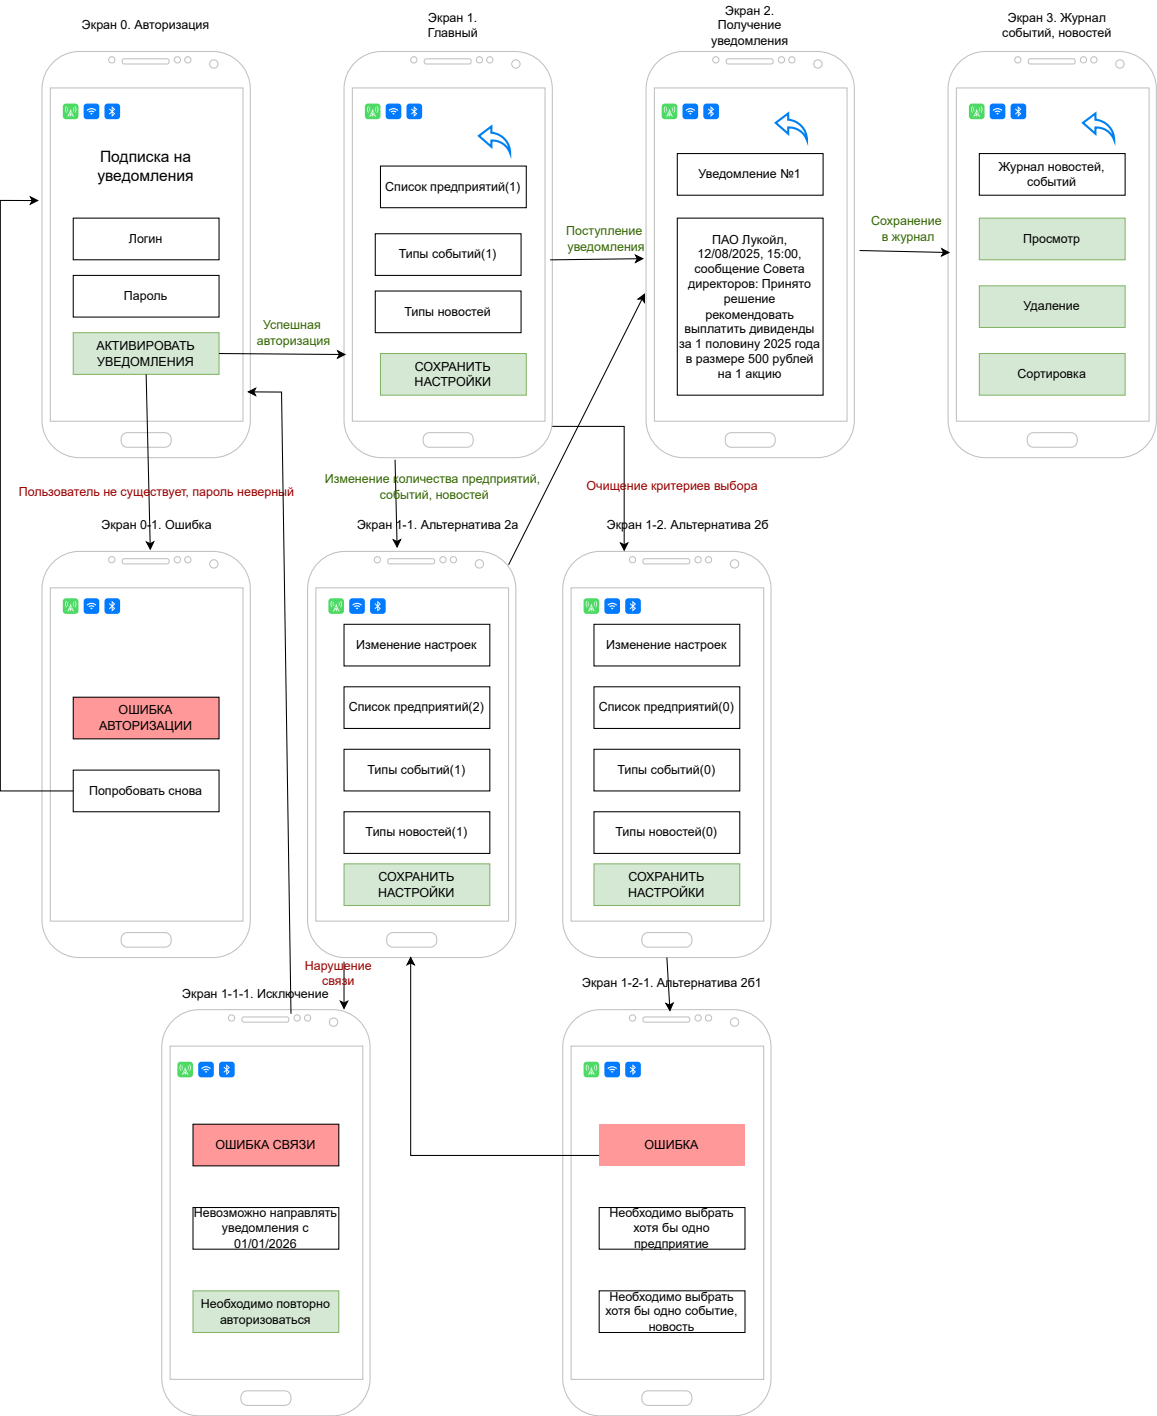 Экран 0. Авторизация
Экран 1.
Главный
Экран 2.
Получение
уведомления
Экран 3. Журнал
событий, новостей
Подписка на
уведомления
Логин
Пароль
АКТИВИРОВАТЬ
УВЕДОМЛЕНИЯ
Успешная
авторизация
Список предприятий(1)
Типы событий(1)
Типы новостей
СОХРАНИТЬ
НАСТРОЙКИ
Поступление
уведомления
Уведомление №1
ПАО Лукойл,
12/08/2025, 15:00,
сообщение Совета
директоров: Принято
решение
рекомендовать
выплатить дивиденды
за 1 половину 2025 года
в размере 500 рублей
на 1 акцию
Сохранение
в журнал
Журнал новостей,
событий
Просмотр
Удаление
Сортировка
Пользователь не существует, пароль неверный
Изменение количества предприятий,
событий, новостей
Очищение критериев выбора
Экран 0-1. Ошибка
Экран 1-1. Альтернатива 2а
Экран 1-2. Альтернатива 2б
ОШИБКА
АВТОРИЗАЦИИ
Попробовать снова
Изменение настроек
Список предприятий(2)
Типы событий(1)
Типы новостей(1)
СОХРАНИТЬ
НАСТРОЙКИ
Изменение настроек
Список предприятий(0)
Типы событий(0)
Типы новостей(0)
СОХРАНИТЬ
НАСТРОЙКИ
Нарушение
связи
Экран 1-1-1. Исключение
Экран 1-2-1. Альтернатива 2б1
ОШИБКА СВЯЗИ
Невозможно направлять
уведомления с
01/01/2026
Необходимо повторно
авторизоваться
ОШИБКА
Необходимо выбрать
хотя бы одно
предприятие
Необходимо выбрать
хотя бы одно событие,
новость